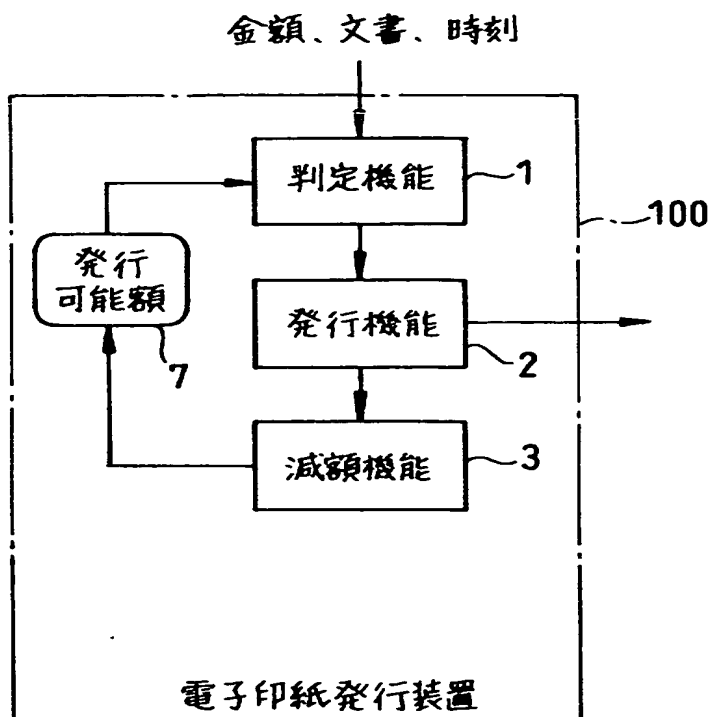 金額、文書、時刻
判定機能
1
100
発行
可能額
発行機能
7
2
減額機能
3
電子印紙発行装置